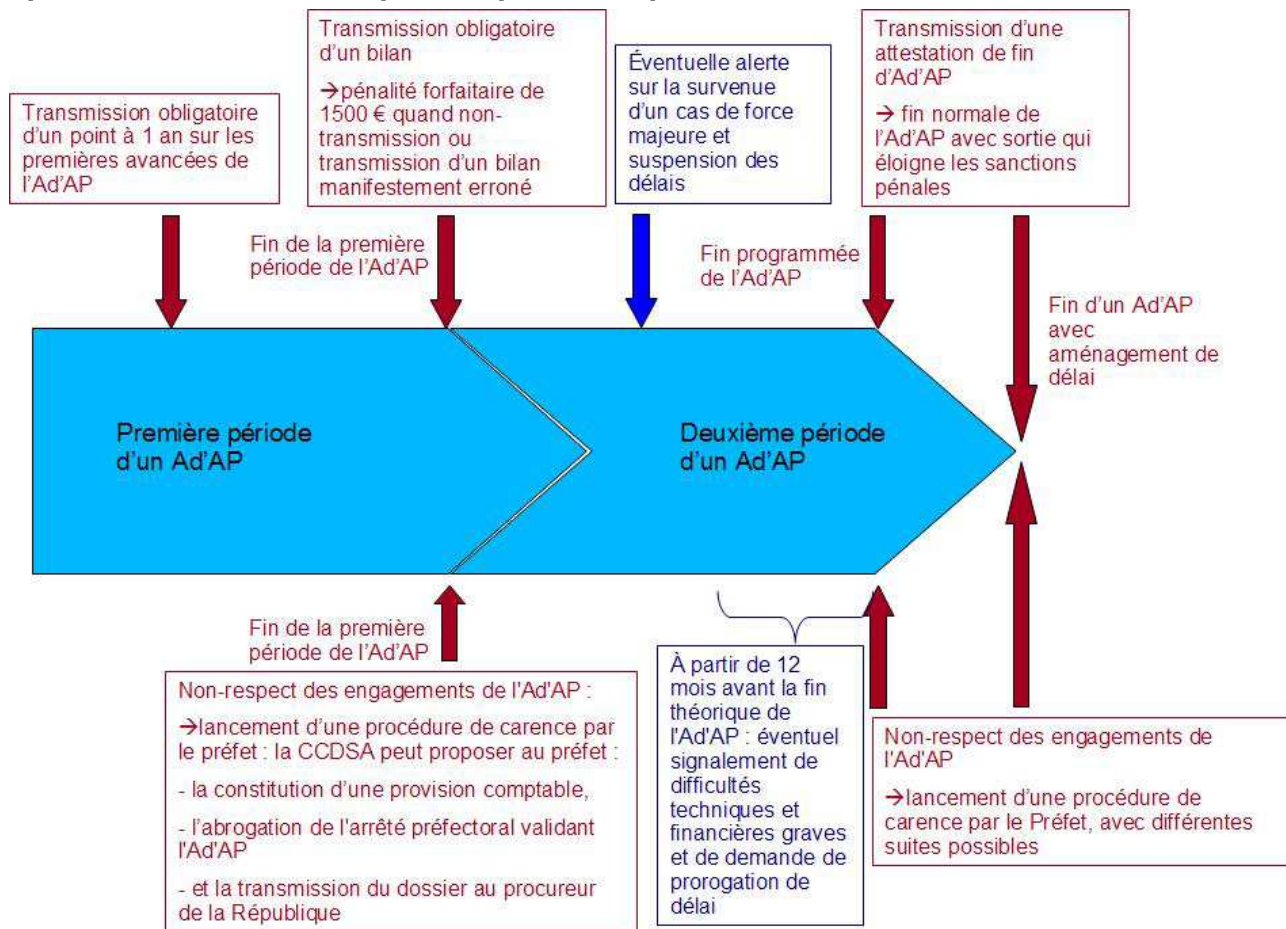 Transmission obligatoire
d'un point à 1 an sur les
premières avancées de
l'Ad'AP
Transmission obligatoire
d'un bilan
→pénalité forfaitaire de
1500 € quand non-
transmission ou
transmission d'un bilan
manifestement erroné
Éventuelle alerte
sur la survenue
d'un cas de force
majeure et
suspension des
délais
Transmission d'une
attestation de fin
d'Ad'AP
→ fin normale de
l'Ad'AP avec sortie qui
éloigne les sanctions
pénales
Fin de la première
période de l'Ad'AP
Fin programmée
de l'Ad'AP
Fin d'un Ad'AP
avec
aménagement de
délai
Première période
d'un Ad'AP
Deuxième période
d'un Ad'AP
Fin de la première
période de l'Ad'AP
Non-respect des engagements de l'Ad'AP :
→lancement d'une procédure de carence par
le préfet : la CCDSA peut proposer au préfet :
- la constitution d'une provision comptable,
- l'abrogation de l'arrêté préfectoral validant
l'Ad'AP
- et la transmission du dossier au procureur
de la République
À partir de 12
mois avant la fin
théorique de
l'Ad'AP : éventuel
signalement de
difficultés
techniques et
financières graves
et de demande de
prorogation de
délai
Non-respect des engagements de
l'Ad'AP
→lancement d'une procédure de
carence par le Préfet, avec différentes
suites possibles